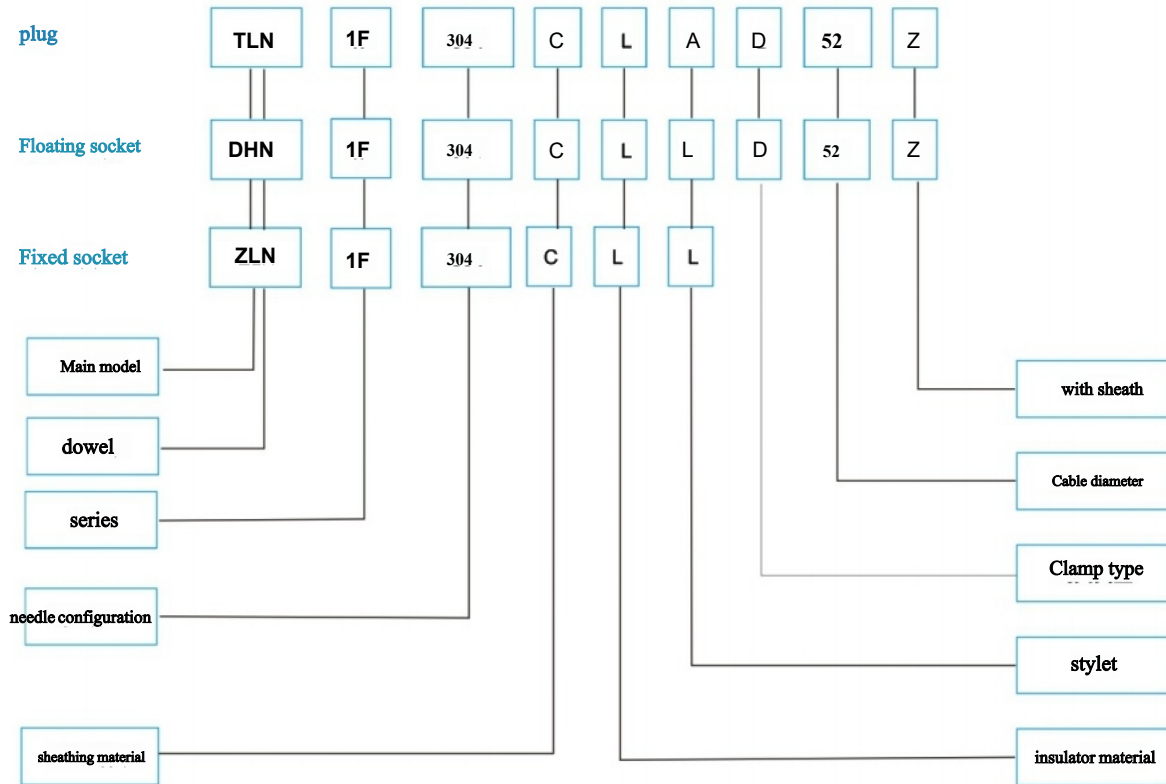 plug TLN 1F 304 C L A D 52 Z
Floating socket DHN 1F 304 C L L D 52 Z
Fixed socket ZLN 1F 304 C L L
Main model
with sheath
dowel
Cable diameter
series
Clamp type
needle configuration
stylet
sheathing material
insulator material